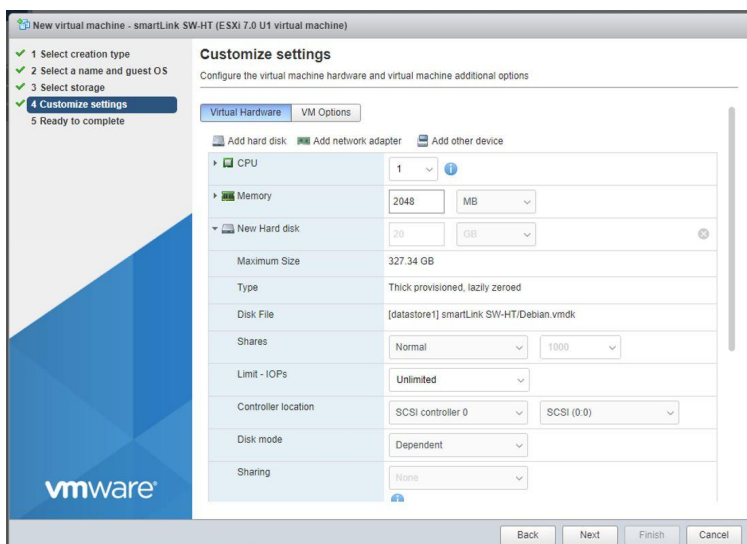 New virtual machine - smartLink SW-HT (ESXi 7.0 U1 virtual machine)
1 Select creation type
2 Select a name and guest OS
3 Select storage
4 Customize settings
5 Ready to complete
Customize settings
Configure the virtual machine hardware and virtual machine additional options
Virtual Hardware VM Options
Add hard disk Add network adapter Add other device
CPU 1
Memory 2048 MB
New Hard disk 20 GB
Maximum Size 327.34 GB
Type Thick provisioned, lazily zeroed
Disk File [datastore1] smartLink SW-HT/Debian.vmdk
Shares Normal 1000
Limit - IOPs Unlimited
Controller location SCSI controller 0 SCSI (0:0)
Disk mode Dependent
Sharing None
vmware®
Back Next Finish Cancel